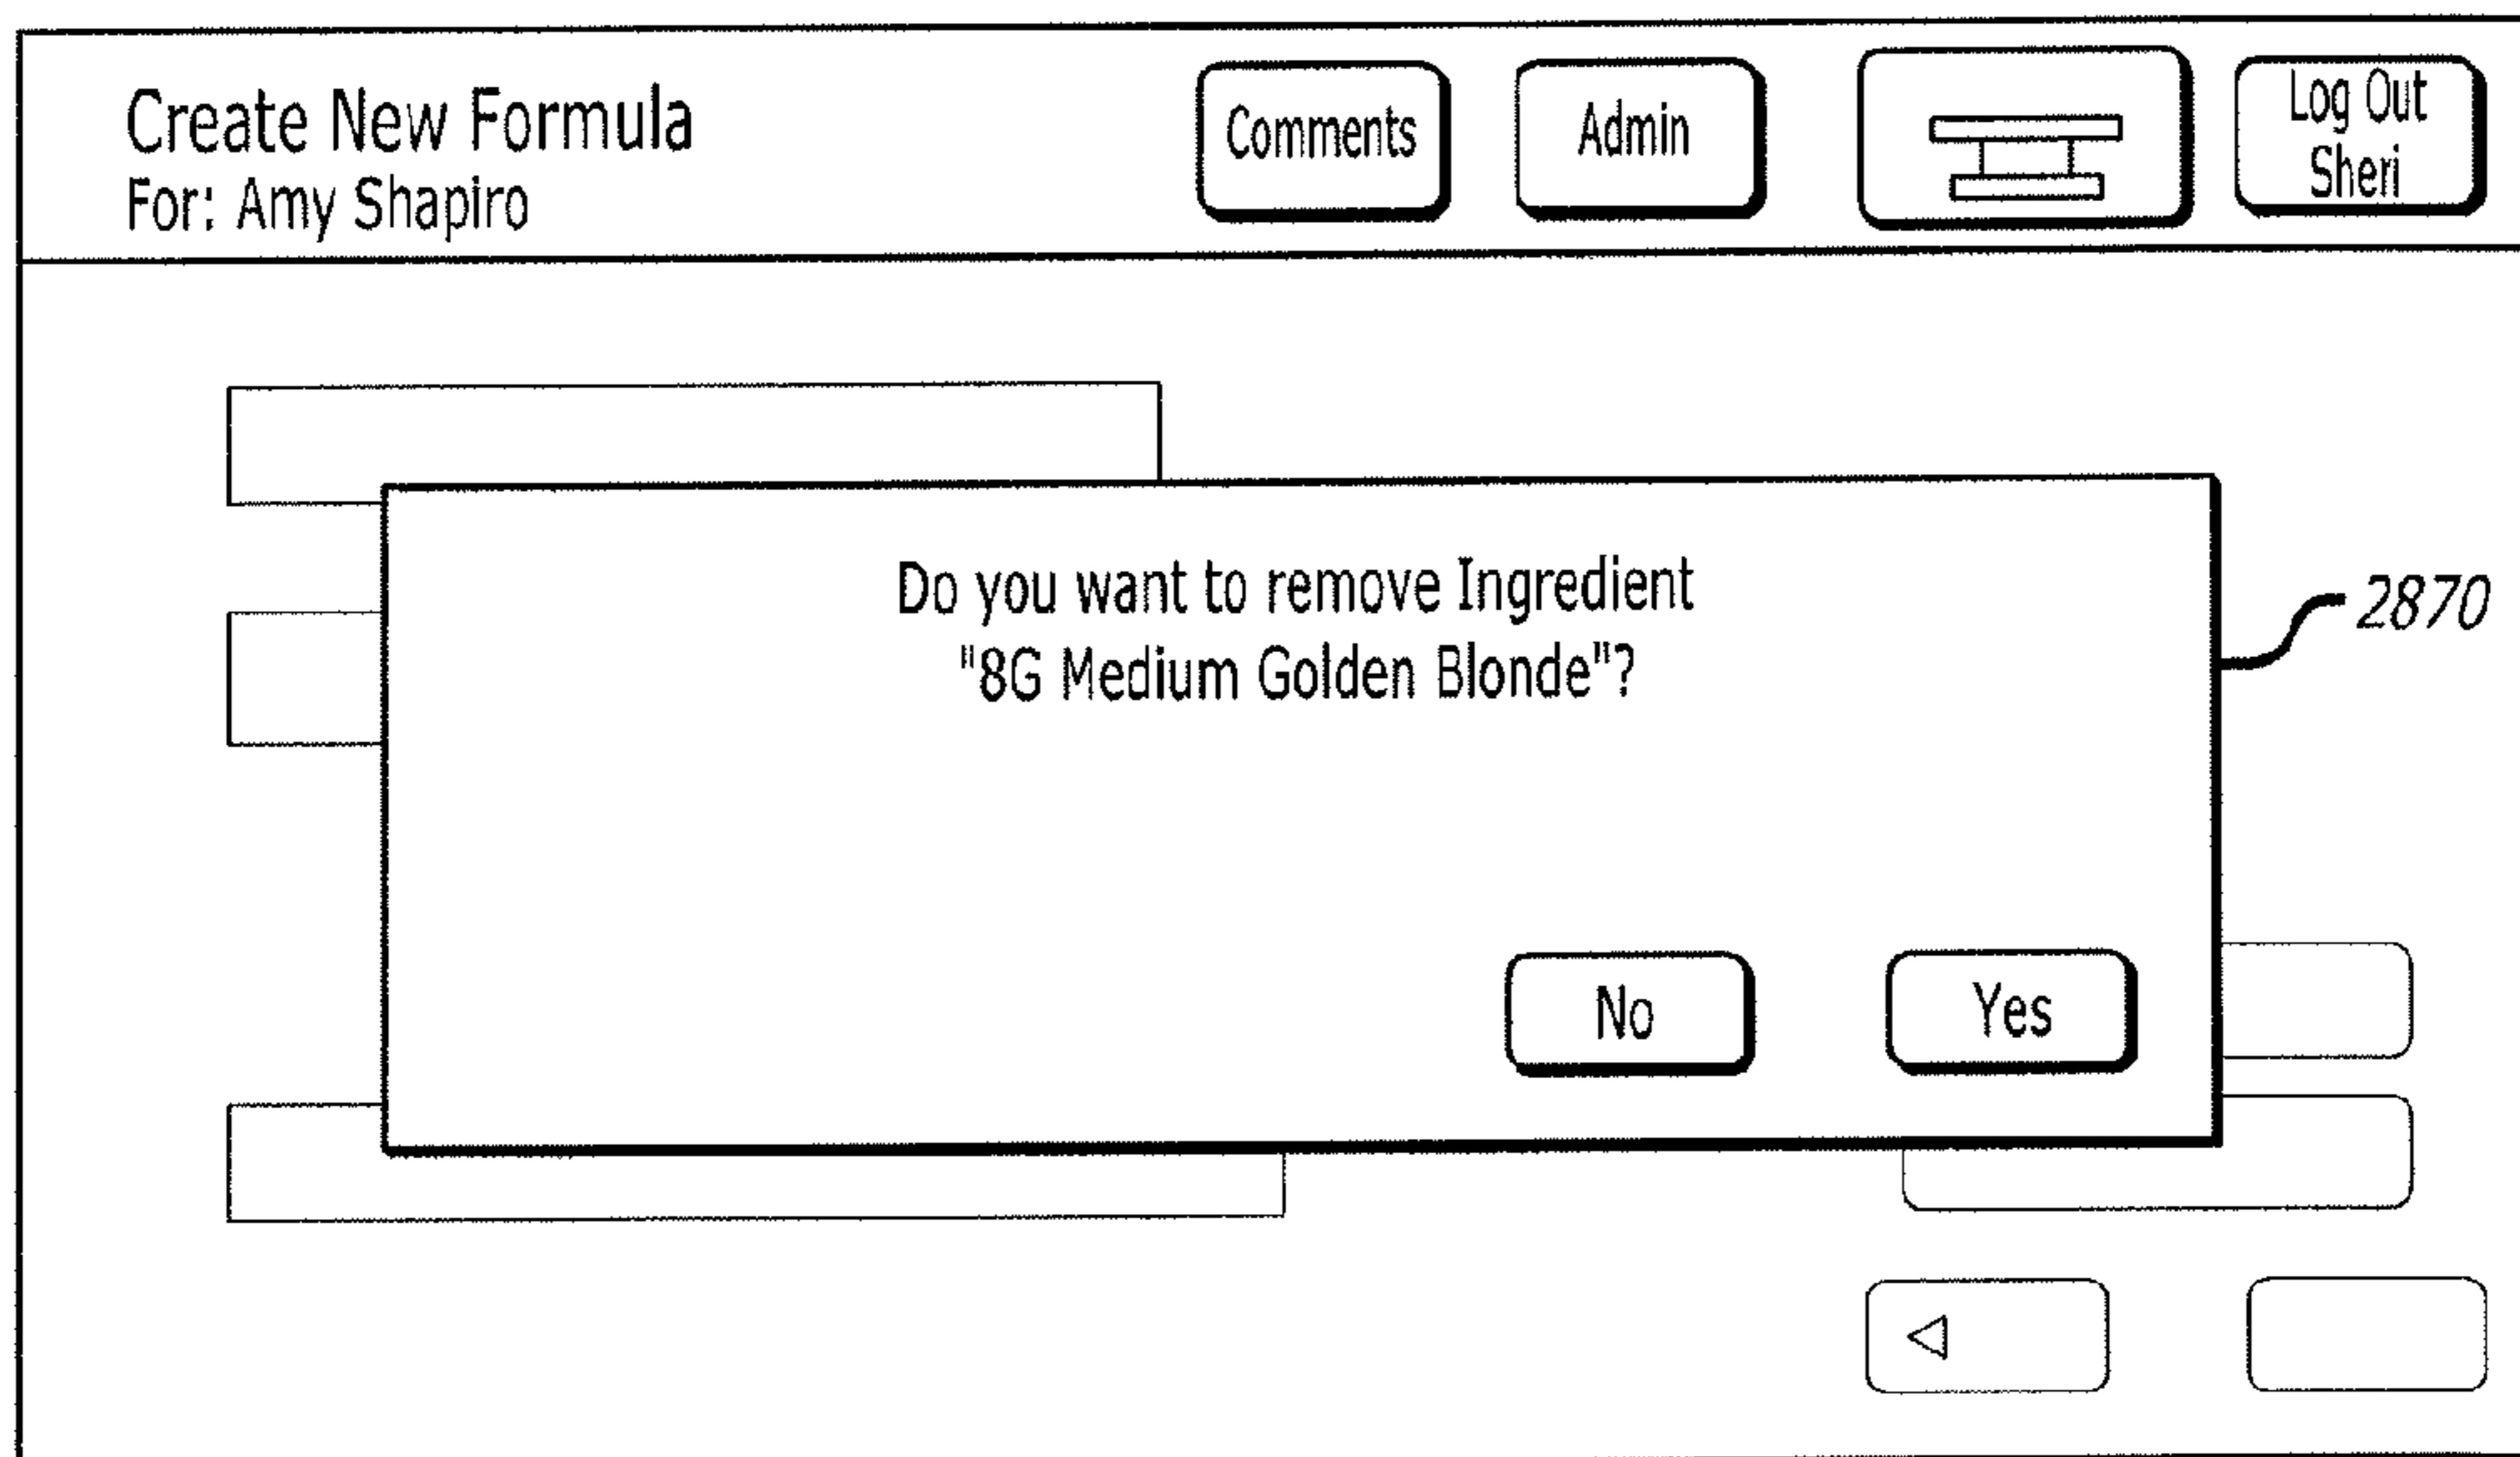 Create New Formula
For: Amy Shapiro
Comments
Admin
Log Out
Sheri
Do you want to remove Ingredient
"8G Medium Golden Blonde"?
2870
No
Yes